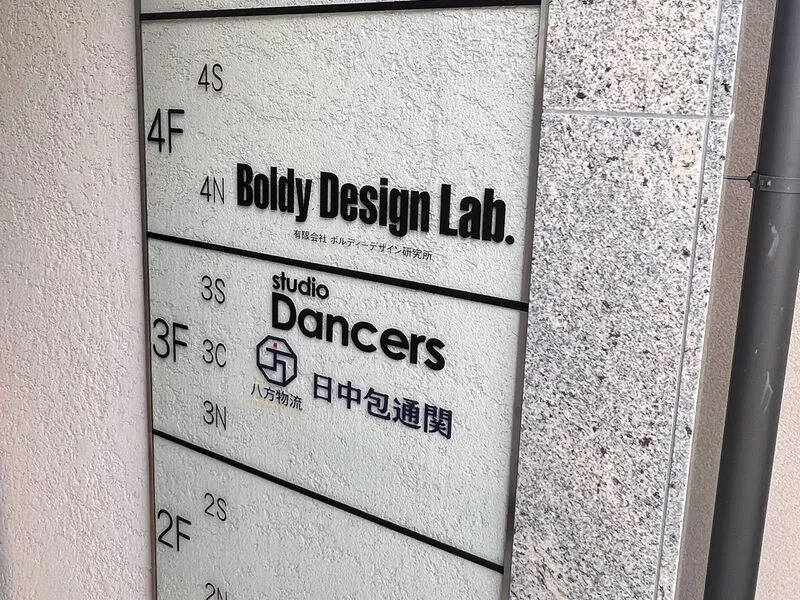 4S
4F
4N Boldy Design Lab.
有限会社 ボルディーデザイン研究所
3S studio
Dancers
3F 3C
八方物流 日中包通関
3N
2S
2F
2N